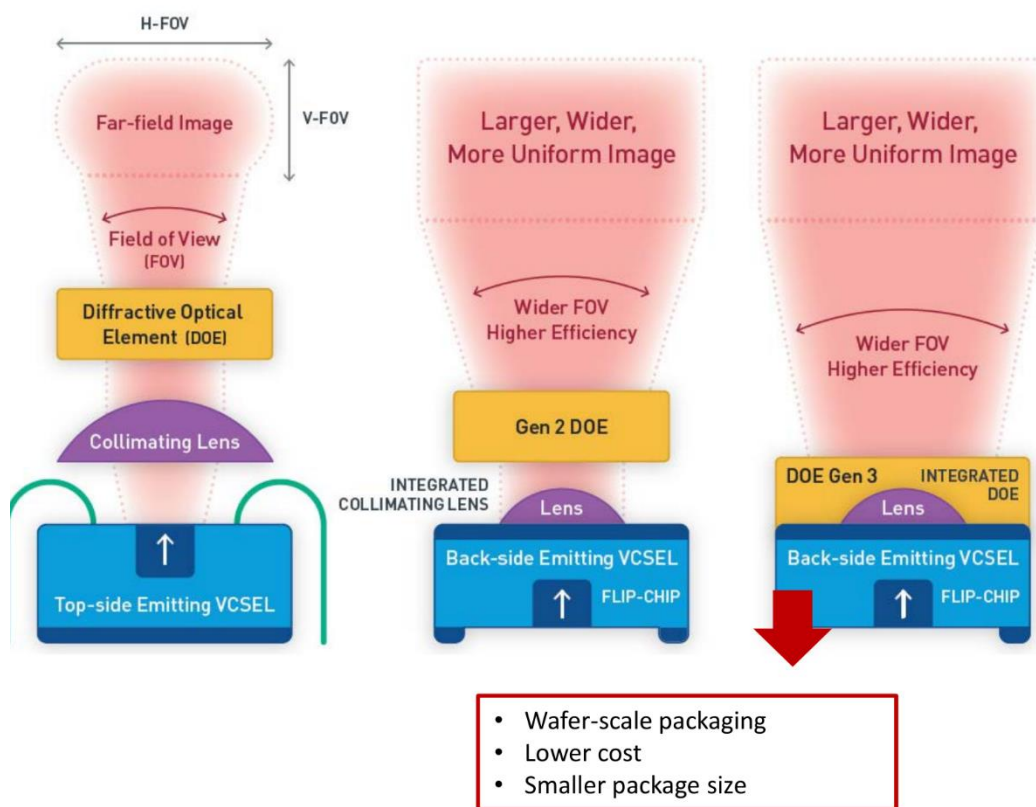 H-FOV
V-FOV
Far-field Image
Field of View
(FOV)
Diffractive Optical
Element (DOE)
Collimating Lens
Top-side Emitting VCSEL
Larger, Wider,
More Uniform Image
Wider FOV
Higher Efficiency
Gen 2 DOE
INTEGRATED
COLLIMATING LENS
Lens
Back-side Emitting VCSEL
FLIP-CHIP
Larger, Wider,
More Uniform Image
Wider FOV
Higher Efficiency
DOE Gen 3
INTEGRATED
DOE
Lens
Back-side Emitting VCSEL
FLIP-CHIP
• Wafer-scale packaging
• Lower cost
• Smaller package size